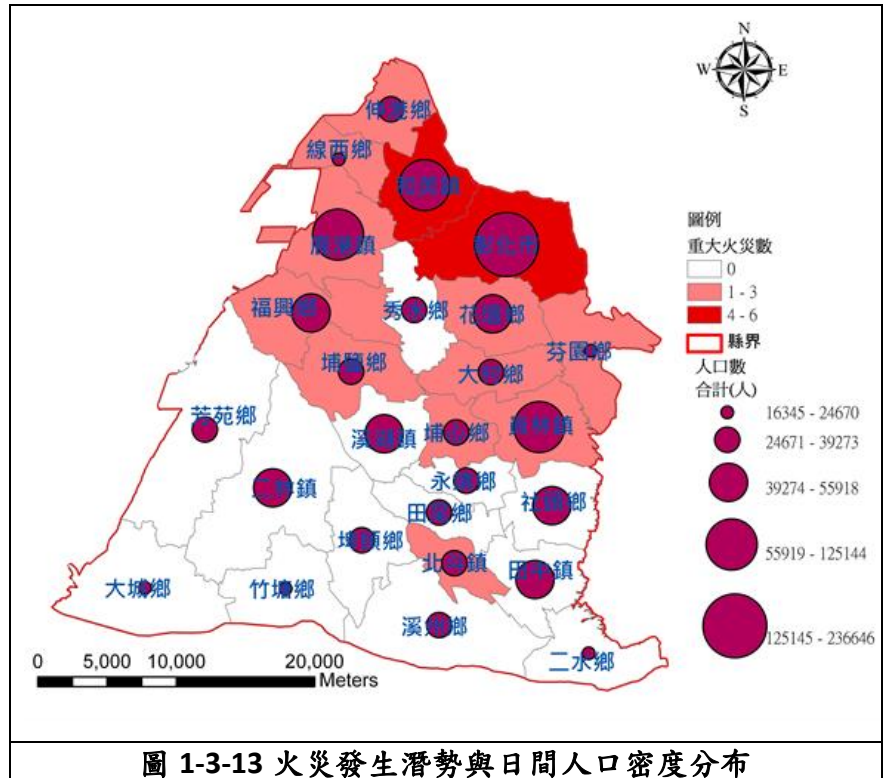 N
W
E
S
伸港鄉
線西鄉
和美鎮
鹿港鎮
彰化市
福興鄉
秀水鄉
花壇鄉
芬園鄉
埔鹽鄉
大村鄉
芳苑鄉
溪湖鎮
埔心鄉
員林鎮
二林鎮
永靖鄉
社頭鄉
田尾鄉
埤頭鄉
北斗鎮
田中鎮
大城鄉
竹塘鄉
溪州鄉
二水鄉
圖例
重大火災數
0
1 - 3
4 - 6
縣界
人口數
合計(人)
16345 - 24670
24671 - 39273
39274 - 55918
55919 - 125144
125145 - 236646
0 5,000 10,000 20,000
Meters
圖 1-3-13 火災發生潛勢與日間人口密度分布